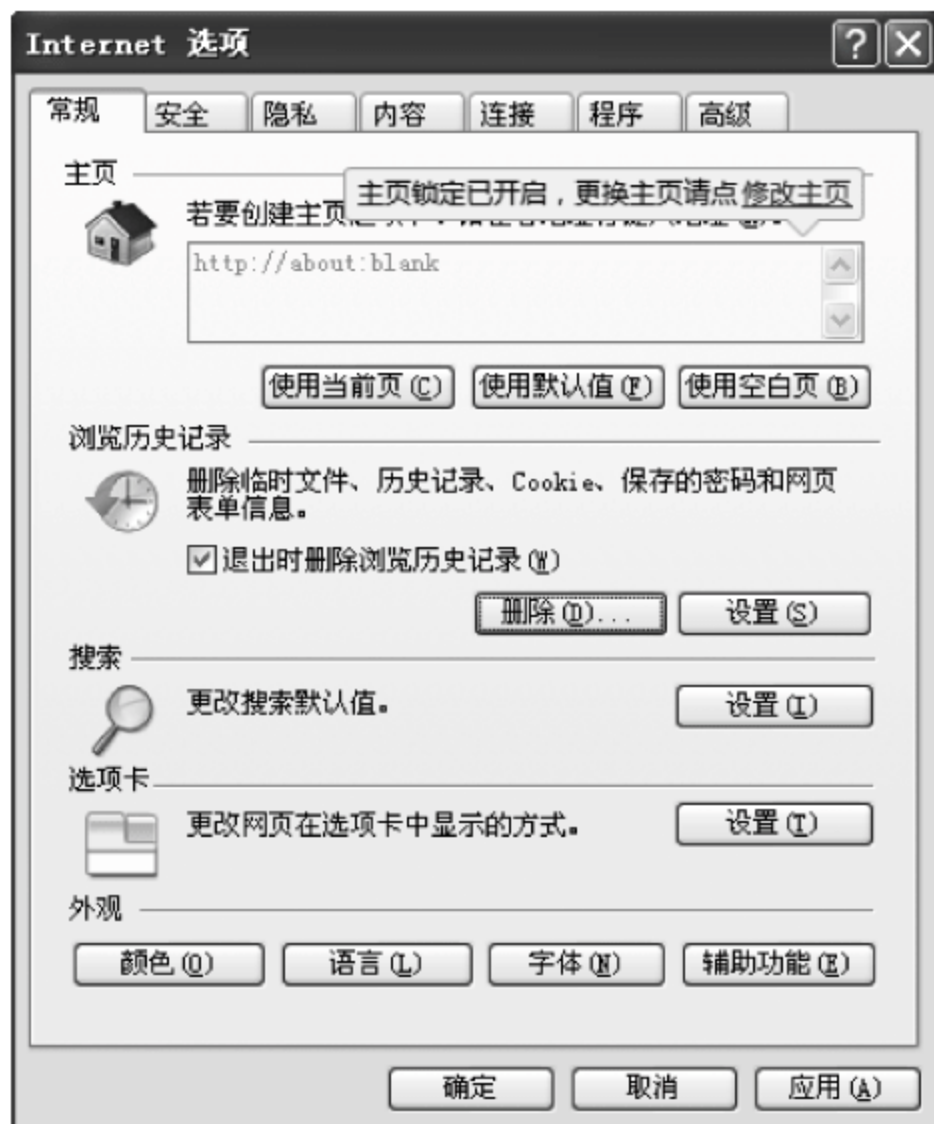 Internet 选项
常规 安全 隐私 内容 连接 程序 高级
主页
主页锁定已开启，更换主页请点 修改主页
若要创建主页
http://about:blank
使用当前页(C) 使用默认值(F) 使用空白页(B)
浏览历史记录
删除临时文件、历史记录、Cookie、保存的密码和网页
表单信息。
退出时删除浏览历史记录(W)
删除(D)... 设置(S)
搜索
更改搜索默认值。
设置(I)
选项卡
更改网页在选项卡中显示的方式。
设置(T)
外观
颜色(O) 语言(L) 字体(N) 辅助功能(E)
确定 取消 应用(A)